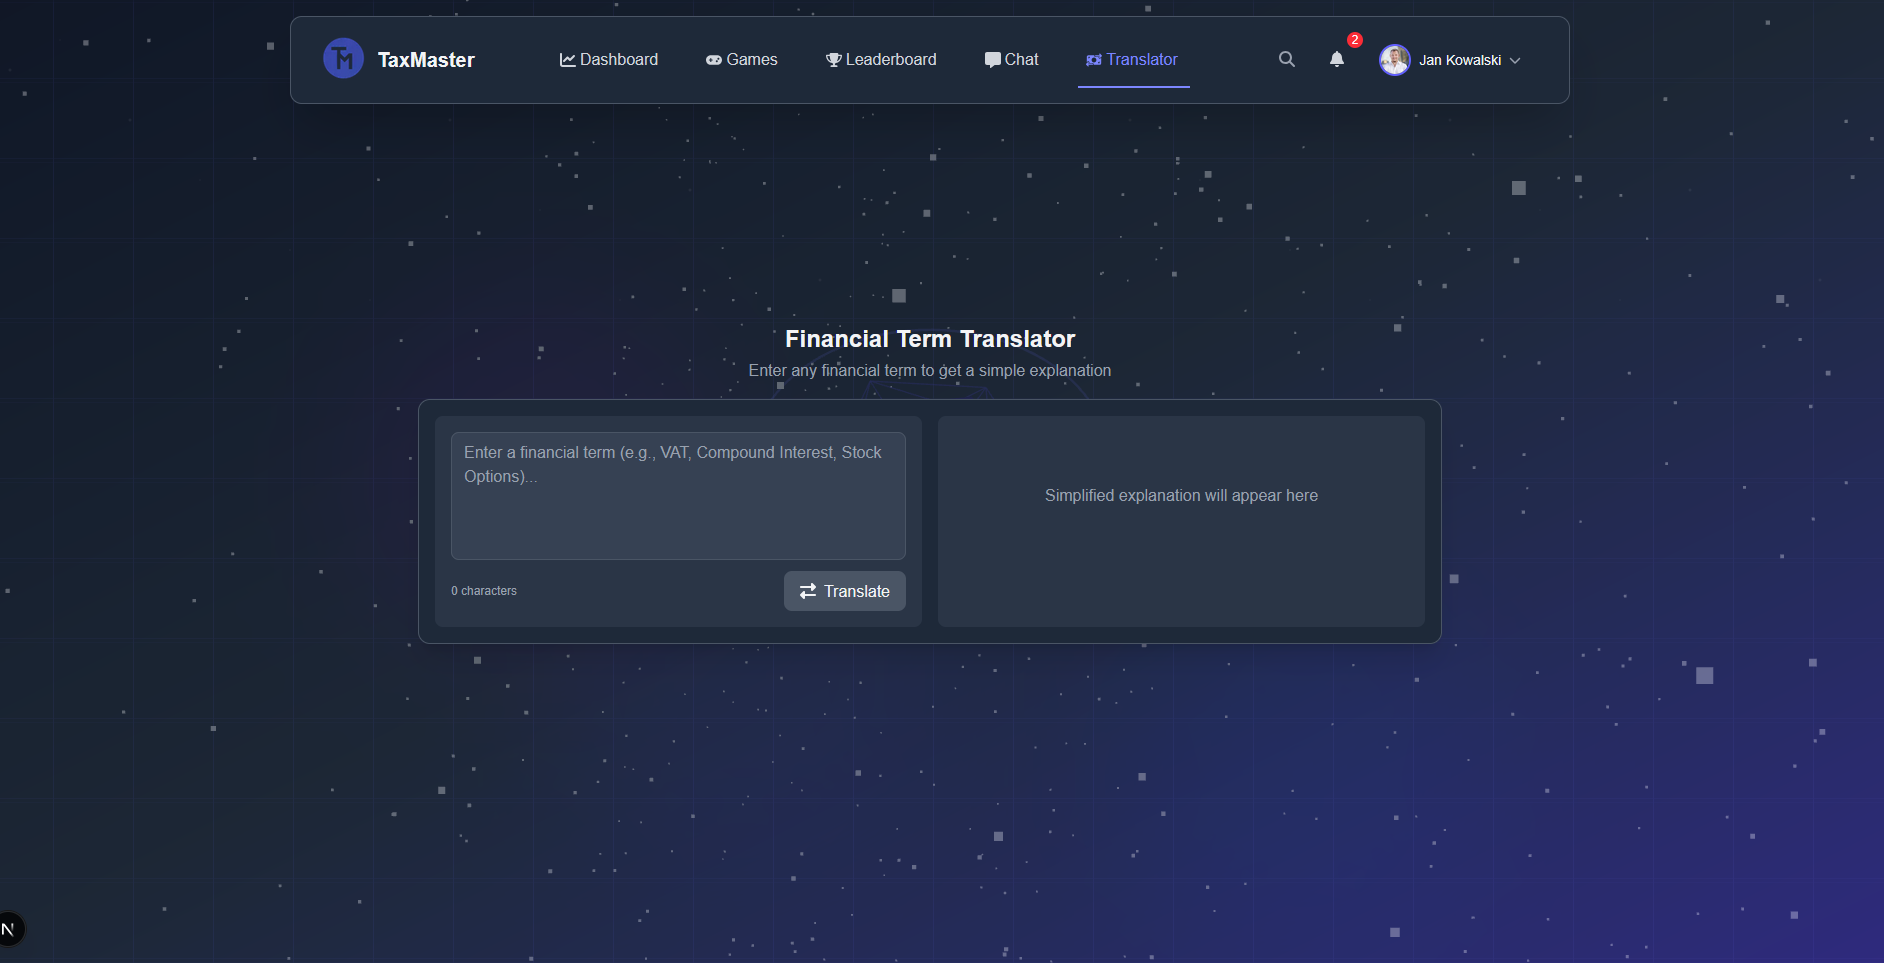 TM
TaxMaster
Dashboard
Games
Leaderboard
Chat
Translator
2
Jan Kowalski
Financial Term Translator
Enter any financial term to get a simple explanation
Enter a financial term (e.g., VAT, Compound Interest, Stock
Options)...
Simplified explanation will appear here
0 characters
Translate
N